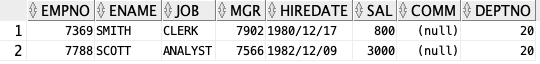 EMPNO ENAME JOB MGR HIREDATE SAL COMM DEPTNO
1 7369 SMITH CLERK 7902 1980/12/17 800 (null) 20
2 7788 SCOTT ANALYST 7566 1982/12/09 3000 (null) 20